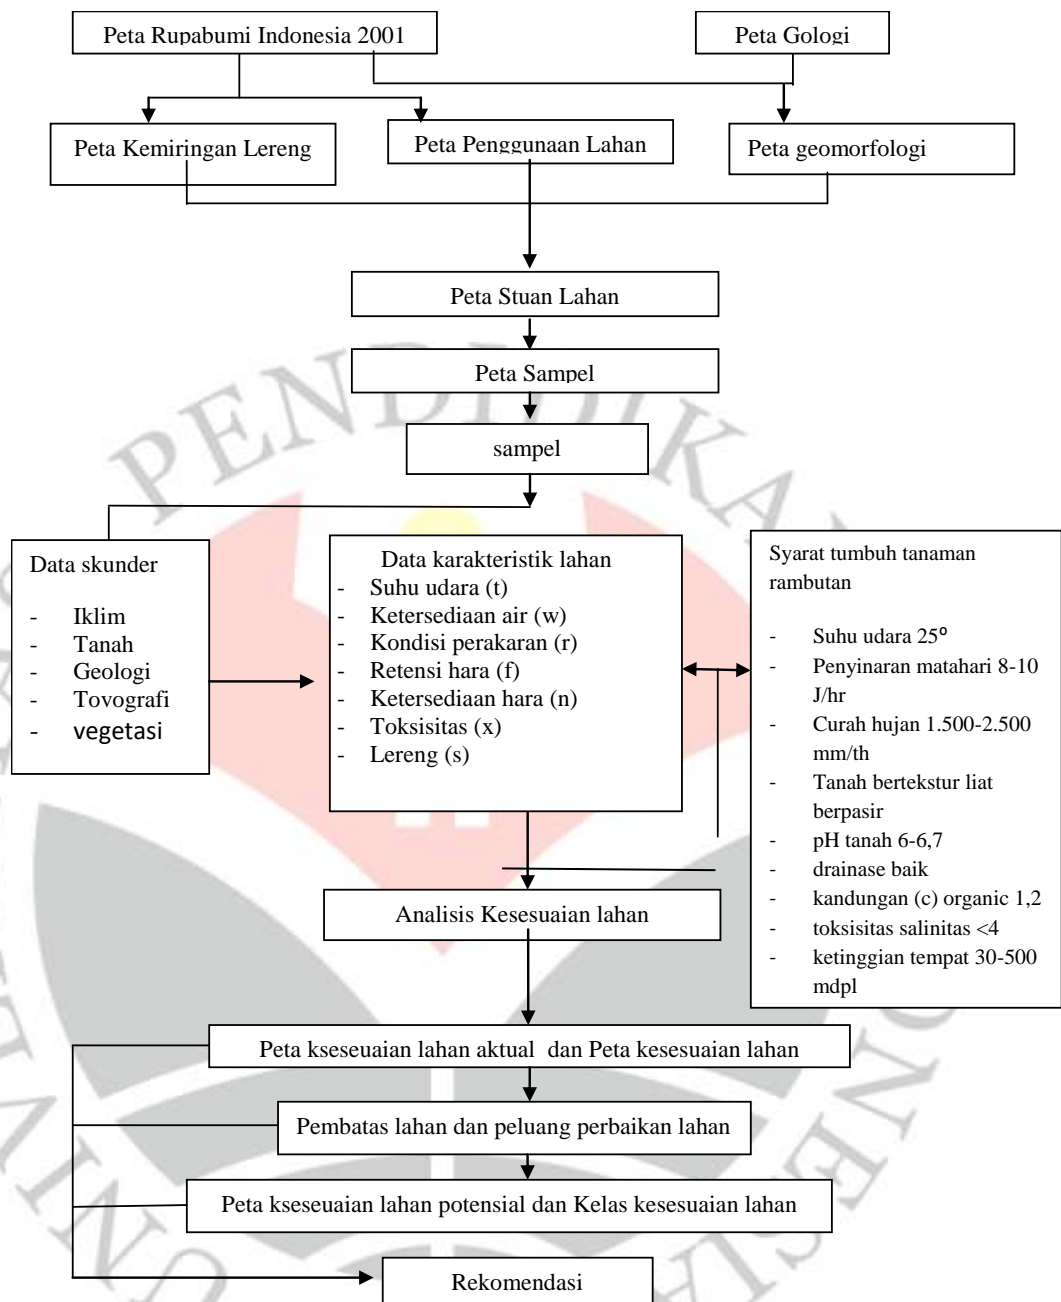 Peta Rupabumi Indonesia 2001
Peta Gologi
Peta Kemiringan Lereng
Peta Penggunaan Lahan
Peta geomorfologi
Peta Stuan Lahan
Peta Sampel
sampel
Data skunder
- Iklim
- Tanah
- Geologi
- Tovografi
- vegetasi
Data karakteristik lahan
- Suhu udara (t)
- Ketersediaan air (w)
- Kondisi perakaran (r)
- Retensi hara (f)
- Ketersediaan hara (n)
- Toksisitas (x)
- Lereng (s)
Syarat tumbuh tanaman
rambutan
- Suhu udara 25⁰
- Penyinaran matahari 8-10
J/hr
- Curah hujan 1.500-2.500
mm/th
- Tanah bertekstur liat
berpasir
- pH tanah 6-6,7
- drainase baik
- kandungan (c) organic 1,2
- toksisitas salinitas <4
- ketinggian tempat 30-500
mdpl
Analisis Kesesuaian lahan
Peta kseseuaian lahan aktual dan Peta kesesuaian lahan
Pembatas lahan dan peluang perbaikan lahan
Peta kseseuaian lahan potensial dan Kelas kesesuaian lahan
Rekomendasi
PENDIDIKAN